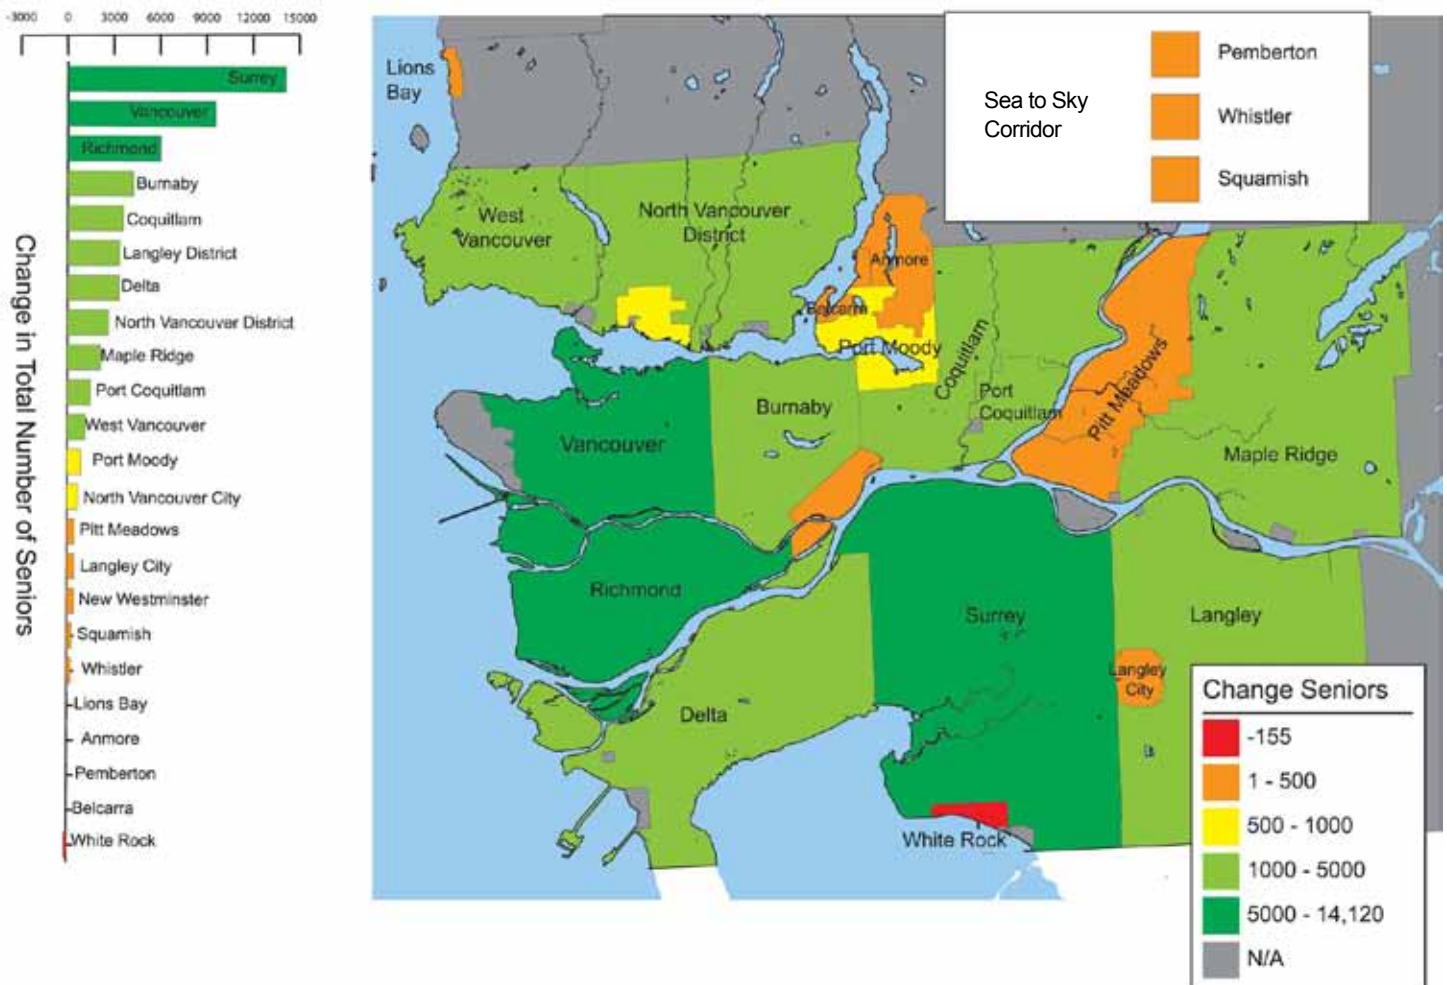 -3000 0 3000 6000 9000 12000 15000
Change in Total Number of Seniors
Surrey
Vancouver
Richmond
Burnaby
Coquitlam
Langley District
Delta
North Vancouver District
Maple Ridge
Port Coquitlam
West Vancouver
Port Moody
North Vancouver City
Pitt Meadows
Langley City
New Westminster
Squamish
Whistler
Lions Bay
Anmore
Pemberton
Belcarra
White Rock
Lions
Bay
Sea to Sky
Corridor
Pemberton
Whistler
Squamish
West
Vancouver
North Vancouver
District
Anmore
Belcarra
Port Moody
Coquitlam
Port
Coquitlam
Pitt Meadows
Burnaby
Vancouver
Maple Ridge
Richmond
Surrey
Langley
Langley
City
Delta
White Rock
Change Seniors
-155
1 - 500
500 - 1000
1000 - 5000
5000 - 14,120
N/A